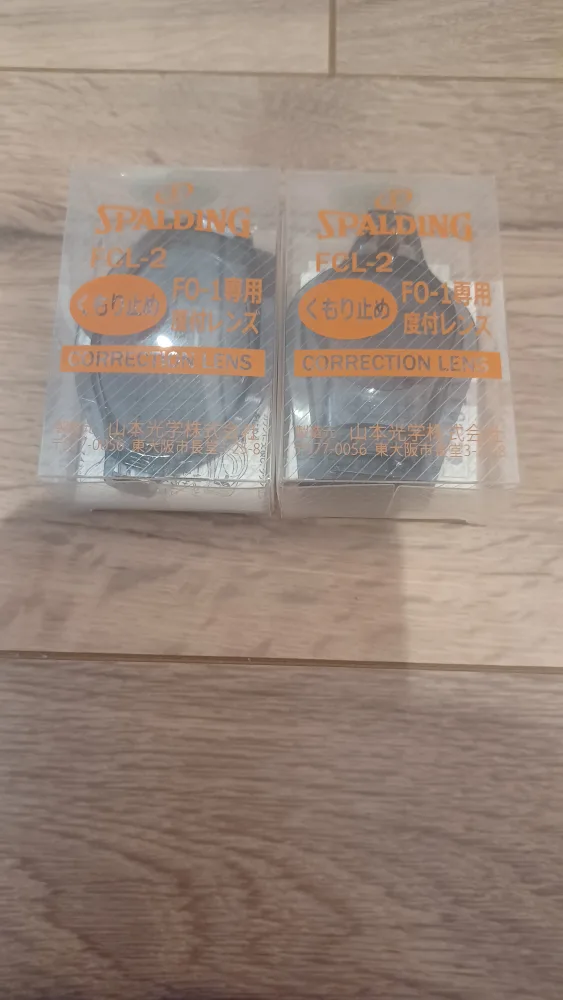 SPALDING
FCL-2
くもり止め
FO-1専用
度付レンズ
CORRECTION LENS
山本光学株式会社
東大阪市長堂3-25-8
SPALDING
FCL-2
くもり止め
FO-1専用
度付レンズ
CORRECTION LENS
山本光学株式会社
577-0056 東大阪市長堂